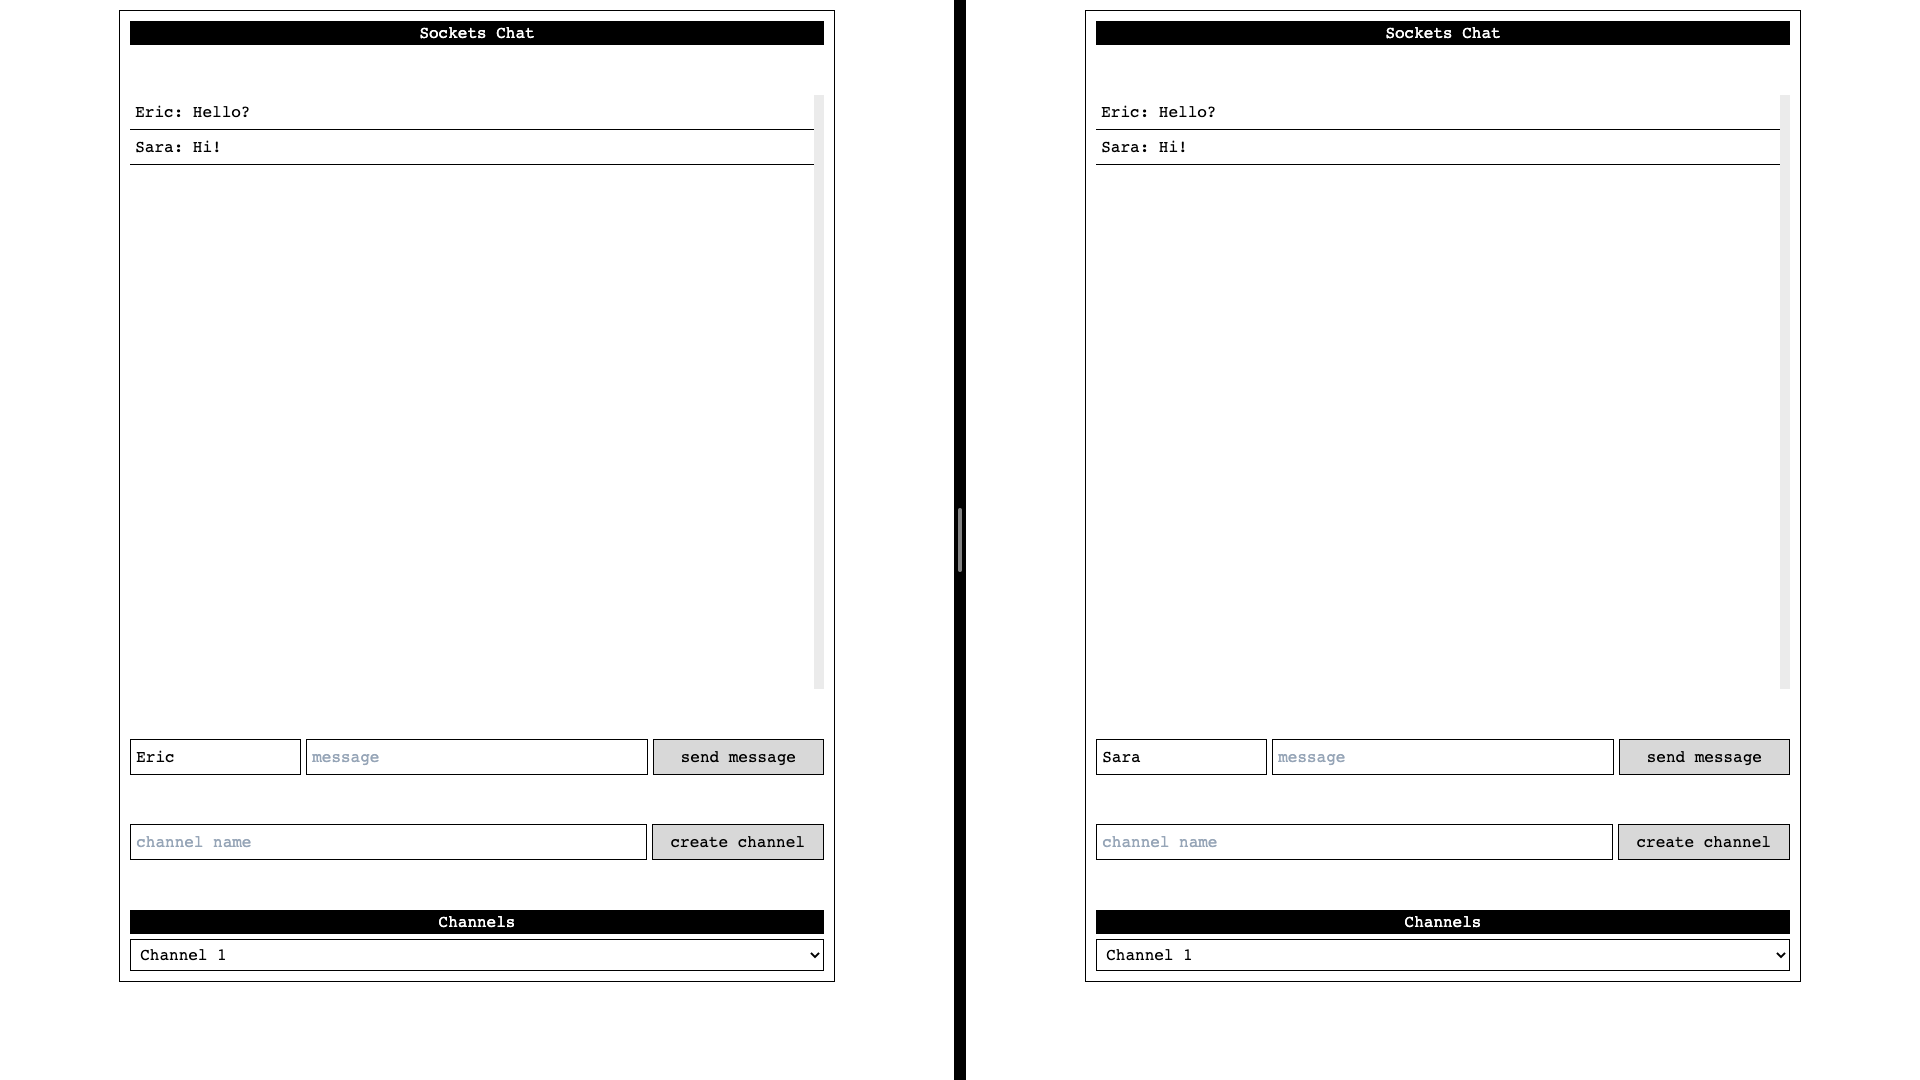 Sockets Chat
Eric: Hello?
Sara: Hi!
Eric
message
send message
channel name
create channel
Channels
Channel 1
Sockets Chat
Eric: Hello?
Sara: Hi!
Sara
message
send message
channel name
create channel
Channels
Channel 1